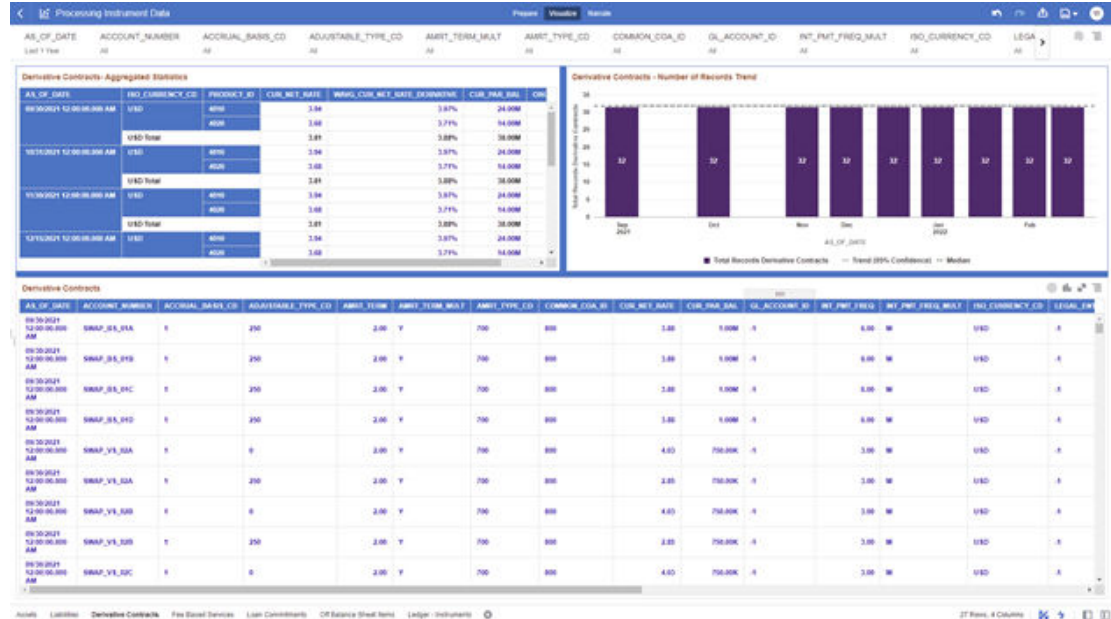 Processing Instrument Data
Prepare Visualize Narrate
AS_OF_DATE ACCOUNT_NUMBER ACCRUAL_BASIS_CD ADJUSTABLE_TYPE_CD AMRT_TERM_MULT AMRT_TYPE_CD COMMON_COA_ID GL_ACCOUNT_ID INT_PMT_FREQ_MULT ISO_CURRENCY_CD LEGA
Last 1 Year All All All All All All All All All All
Derivative Contracts- Aggregated Statistics
AS_OF_DATE ISO_CURRENCY_CD PRODUCT_ID CUR_NET_RATE WAVG_CUR_NET_RATE_DERIVATIVE CUR_PAR_BAL
09/30/2021 12:00:00.000 AM USD 4010 3.94 3.97% 24.00M
4020 3.68 3.71% 14.00M
USD Total 3.81 3.88% 38.00M
10/31/2021 12:00:00.000 AM USD 4010 3.94 3.97% 24.00M
4020 3.68 3.71% 14.00M
USD Total 3.81 3.88% 38.00M
11/30/2021 12:00:00.000 AM USD 4010 3.94 3.97% 24.00M
4020 3.68 3.71% 14.00M
USD Total 3.81 3.88% 38.00M
12/15/2021 12:00:00.000 AM USD 4010 3.94 3.97% 24.00M
4020 3.68 3.71% 14.00M
Derivative Contracts - Number of Records Trend
Total Records Derivative Contracts
35
30
25
20
15
10
5
0
32 32 32 32 32 32 32 32
Sep Oct Nov Dec Jan Feb
2021 2022
AS_OF_DATE
Total Records Derivative Contracts Trend (95% Confidence) Median
Derivative Contracts
AS_OF_DATE ACCOUNT_NUMBER ACCRUAL_BASIS_CD ADJUSTABLE_TYPE_CD AMRT_TERM AMRT_TERM_MULT AMRT_TYPE_CD COMMON_COA_ID CUR_NET_RATE CUR_PAR_BAL GL_ACCOUNT_ID INT_PMT_FREQ INT_PMT_FREQ_MULT ISO_CURRENCY_CD LEGAL_ENT
09/30/2021
12:00:00.000 SWAP_BS_01A 1 250 2.00 Y 700 800 3.88 1.00M -1 6.00 M USD -1
AM
09/30/2021
12:00:00.000 SWAP_BS_01B 1 250 2.00 Y 700 800 3.88 1.00M -1 6.00 M USD -1
AM
09/30/2021
12:00:00.000 SWAP_BS_01C 1 250 2.00 Y 700 800 3.88 1.00M -1 6.00 M USD -1
AM
09/30/2021
12:00:00.000 SWAP_BS_01D 1 250 2.00 Y 700 800 3.88 1.00M -1 6.00 M USD -1
AM
09/30/2021
12:00:00.000 SWAP_VS_02A 1 0 2.00 Y 700 800 4.03 750.00K -1 3.00 M USD -1
AM
09/30/2021
12:00:00.000 SWAP_VS_02A 1 250 2.00 Y 700 800 2.85 750.00K -1 3.00 M USD -1
AM
09/30/2021
12:00:00.000 SWAP_VS_02B 1 0 2.00 Y 700 800 4.03 750.00K -1 3.00 M USD -1
AM
09/30/2021
12:00:00.000 SWAP_VS_02B 1 250 2.00 Y 700 800 2.85 750.00K -1 3.00 M USD -1
AM
09/30/2021
12:00:00.000 SWAP_VS_02C 1 0 2.00 Y 700 800 4.03 750.00K -1 3.00 M USD -1
AM
Assets Liabilities Derivative Contracts Fee Based Services Loan Commitments Off Balance Sheet Items Ledger - Instruments
27 Rows, 4 Columns